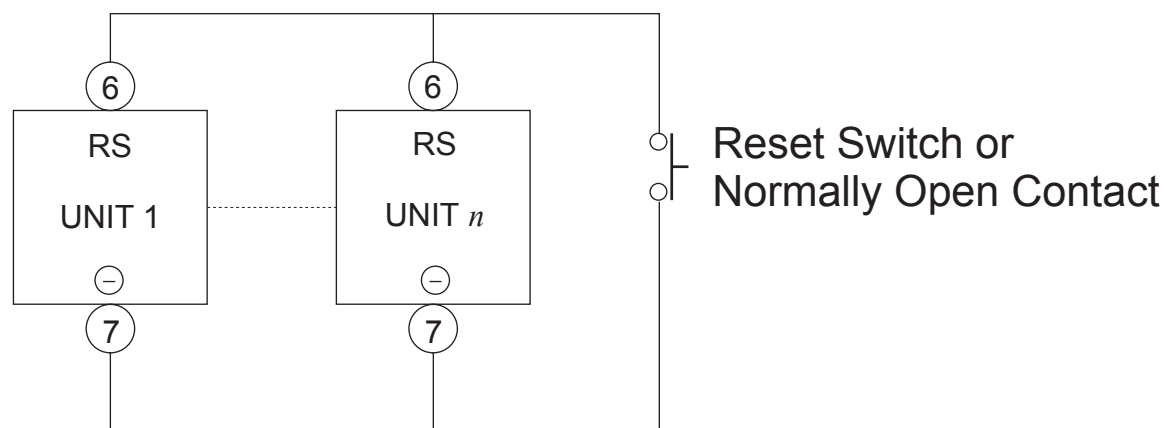 6
6
RS
RS
Reset Switch or
Normally Open Contact
UNIT 1
UNIT n
−
−
7
7